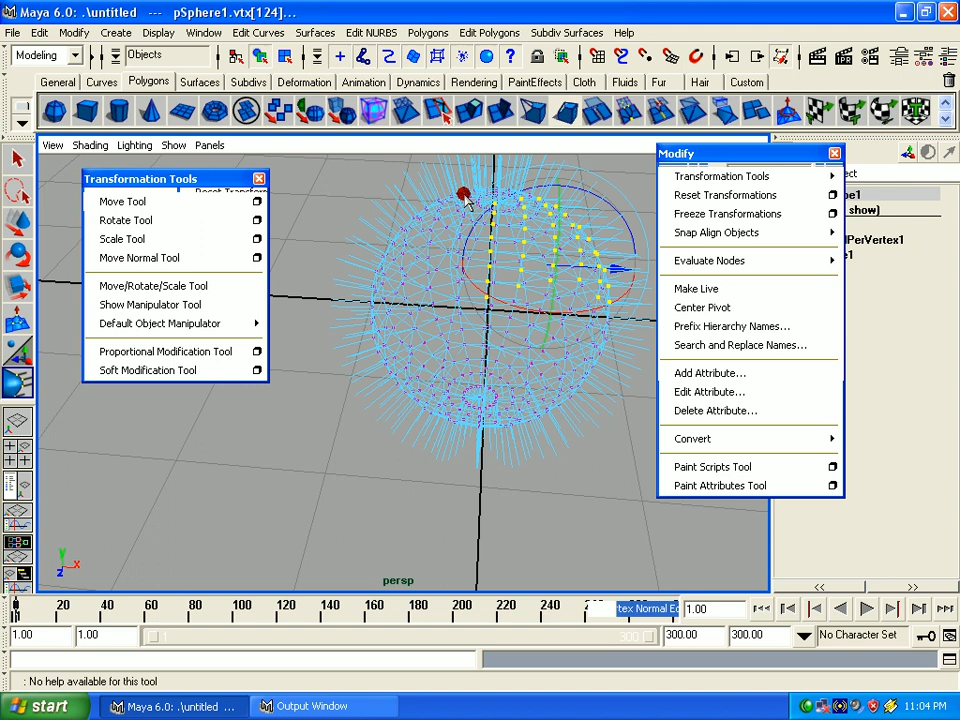 Maya 6.0: .\untitled --- pSphere1.vtx[124]...
File Edit Modify Create Display Window Edit Curves Surfaces Edit NURBS Polygons Edit Polygons Subdiv Surfaces Help
Modeling Objects
General Curves Polygons Surfaces Subdivs Deformation Animation Dynamics Rendering PaintEffects Cloth Fluids Fur Hair Custom
View Shading Lighting Show Panels
Transformation Tools
Move Tool
Rotate Tool
Scale Tool
Move Normal Tool
Move/Rotate/Scale Tool
Show Manipulator Tool
Default Object Manipulator
Proportional Modification Tool
Soft Modification Tool
Modify
Transformation Tools
Reset Transformations
Freeze Transformations
Snap Align Objects
Evaluate Nodes
Make Live
Center Pivot
Prefix Hierarchy Names...
Search and Replace Names...
Add Attribute...
Edit Attribute...
Delete Attribute...
Convert
Paint Scripts Tool
Paint Attributes Tool
show)
y
x
z
persp
<< >>
20 40 60 80 100 120 140 160 180 200 220 240 1.00
1.00 1.00 1 300 300.00 300.00 No Character Set
: No help available for this tool
start Maya 6.0: .\untitled ... Output Window 11:04 PM